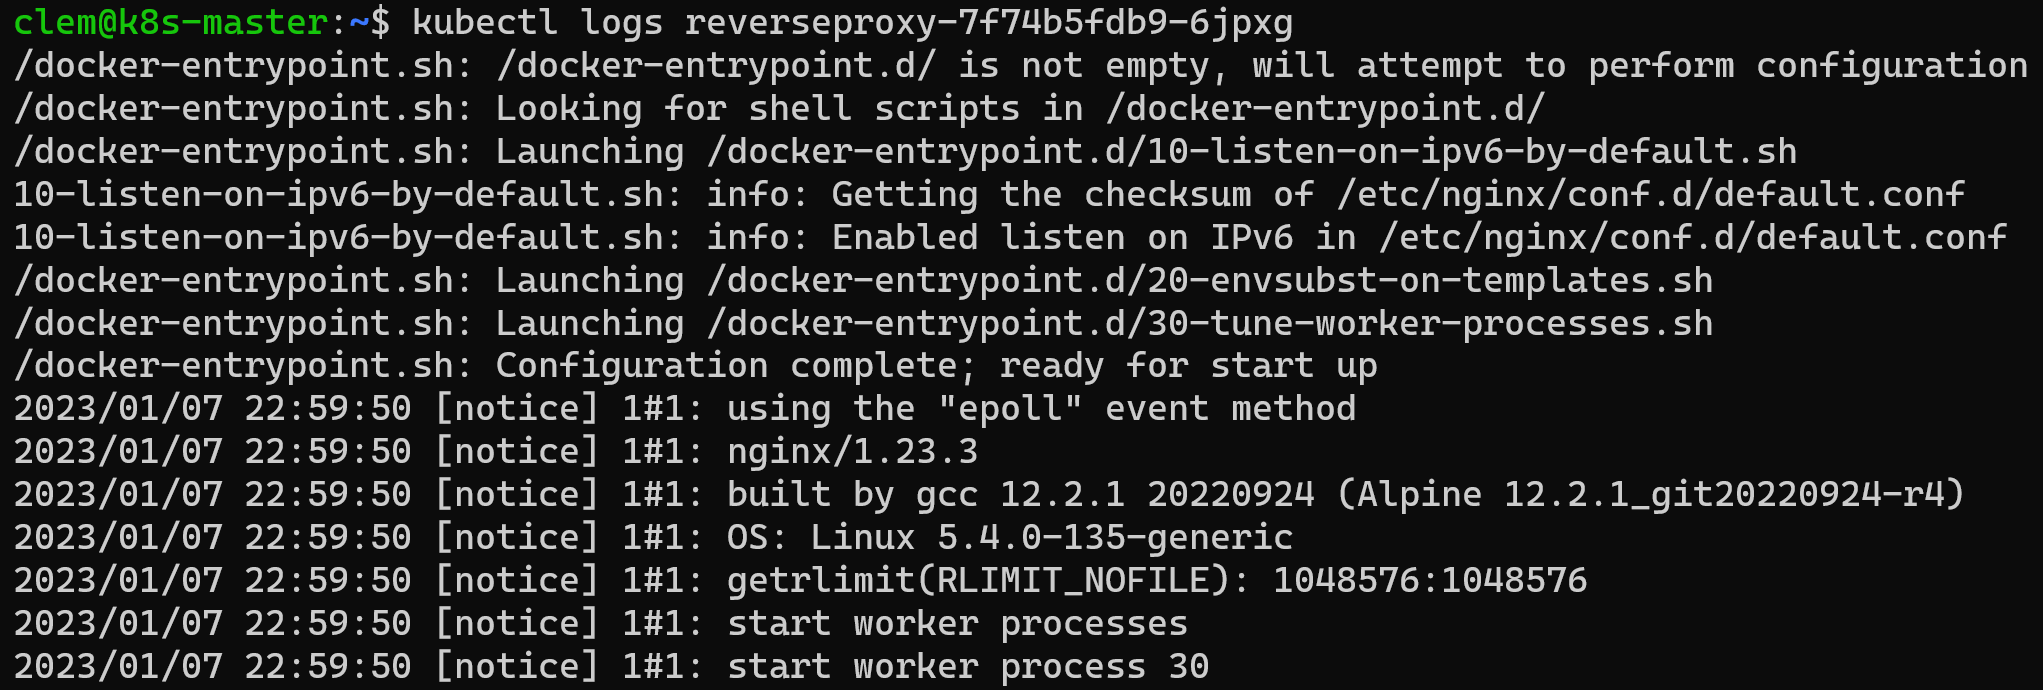 clem@k8s-master:~$ kubectl logs reverseproxy-7f74b5fdb9-6jpxg
/docker-entrypoint.sh: /docker-entrypoint.d/ is not empty, will attempt to perform configuration
/docker-entrypoint.sh: Looking for shell scripts in /docker-entrypoint.d/
/docker-entrypoint.sh: Launching /docker-entrypoint.d/10-listen-on-ipv6-by-default.sh
10-listen-on-ipv6-by-default.sh: info: Getting the checksum of /etc/nginx/conf.d/default.conf
10-listen-on-ipv6-by-default.sh: info: Enabled listen on IPv6 in /etc/nginx/conf.d/default.conf
/docker-entrypoint.sh: Launching /docker-entrypoint.d/20-envsubst-on-templates.sh
/docker-entrypoint.sh: Launching /docker-entrypoint.d/30-tune-worker-processes.sh
/docker-entrypoint.sh: Configuration complete; ready for start up
2023/01/07 22:59:50 [notice] 1#1: using the "epoll" event method
2023/01/07 22:59:50 [notice] 1#1: nginx/1.23.3
2023/01/07 22:59:50 [notice] 1#1: built by gcc 12.2.1 20220924 (Alpine 12.2.1_git20220924-r4)
2023/01/07 22:59:50 [notice] 1#1: OS: Linux 5.4.0-135-generic
2023/01/07 22:59:50 [notice] 1#1: getrlimit(RLIMIT_NOFILE): 1048576:1048576
2023/01/07 22:59:50 [notice] 1#1: start worker processes
2023/01/07 22:59:50 [notice] 1#1: start worker process 30